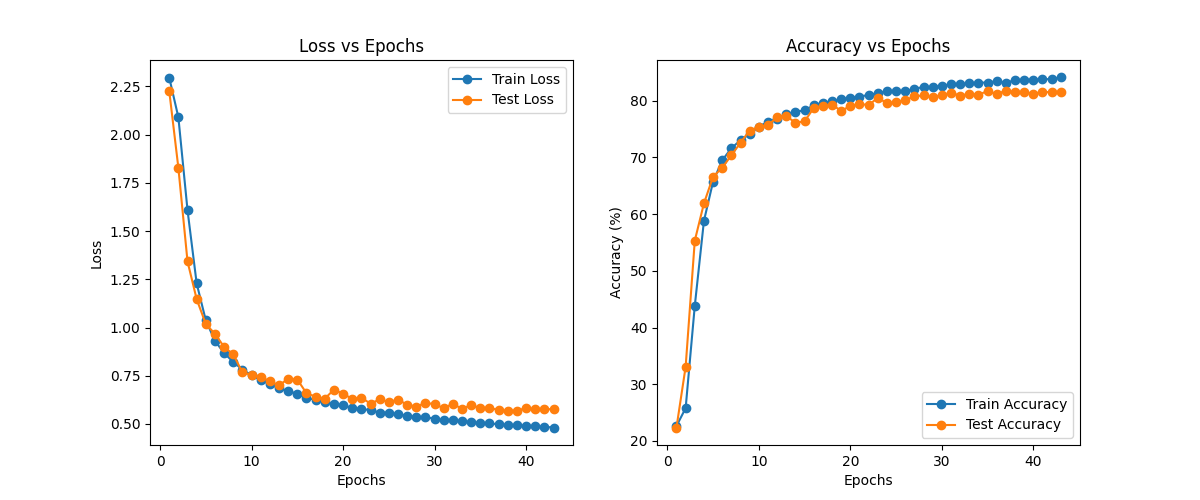 Loss vs Epochs
Train Loss
Test Loss
2.25
2.00
1.75
1.50
1.25
1.00
0.75
0.50
Loss
0 10 20 30 40
Epochs
Accuracy vs Epochs
80
70
60
50
40
30
20
Accuracy (%)
Train Accuracy
Test Accuracy
0 10 20 30 40
Epochs